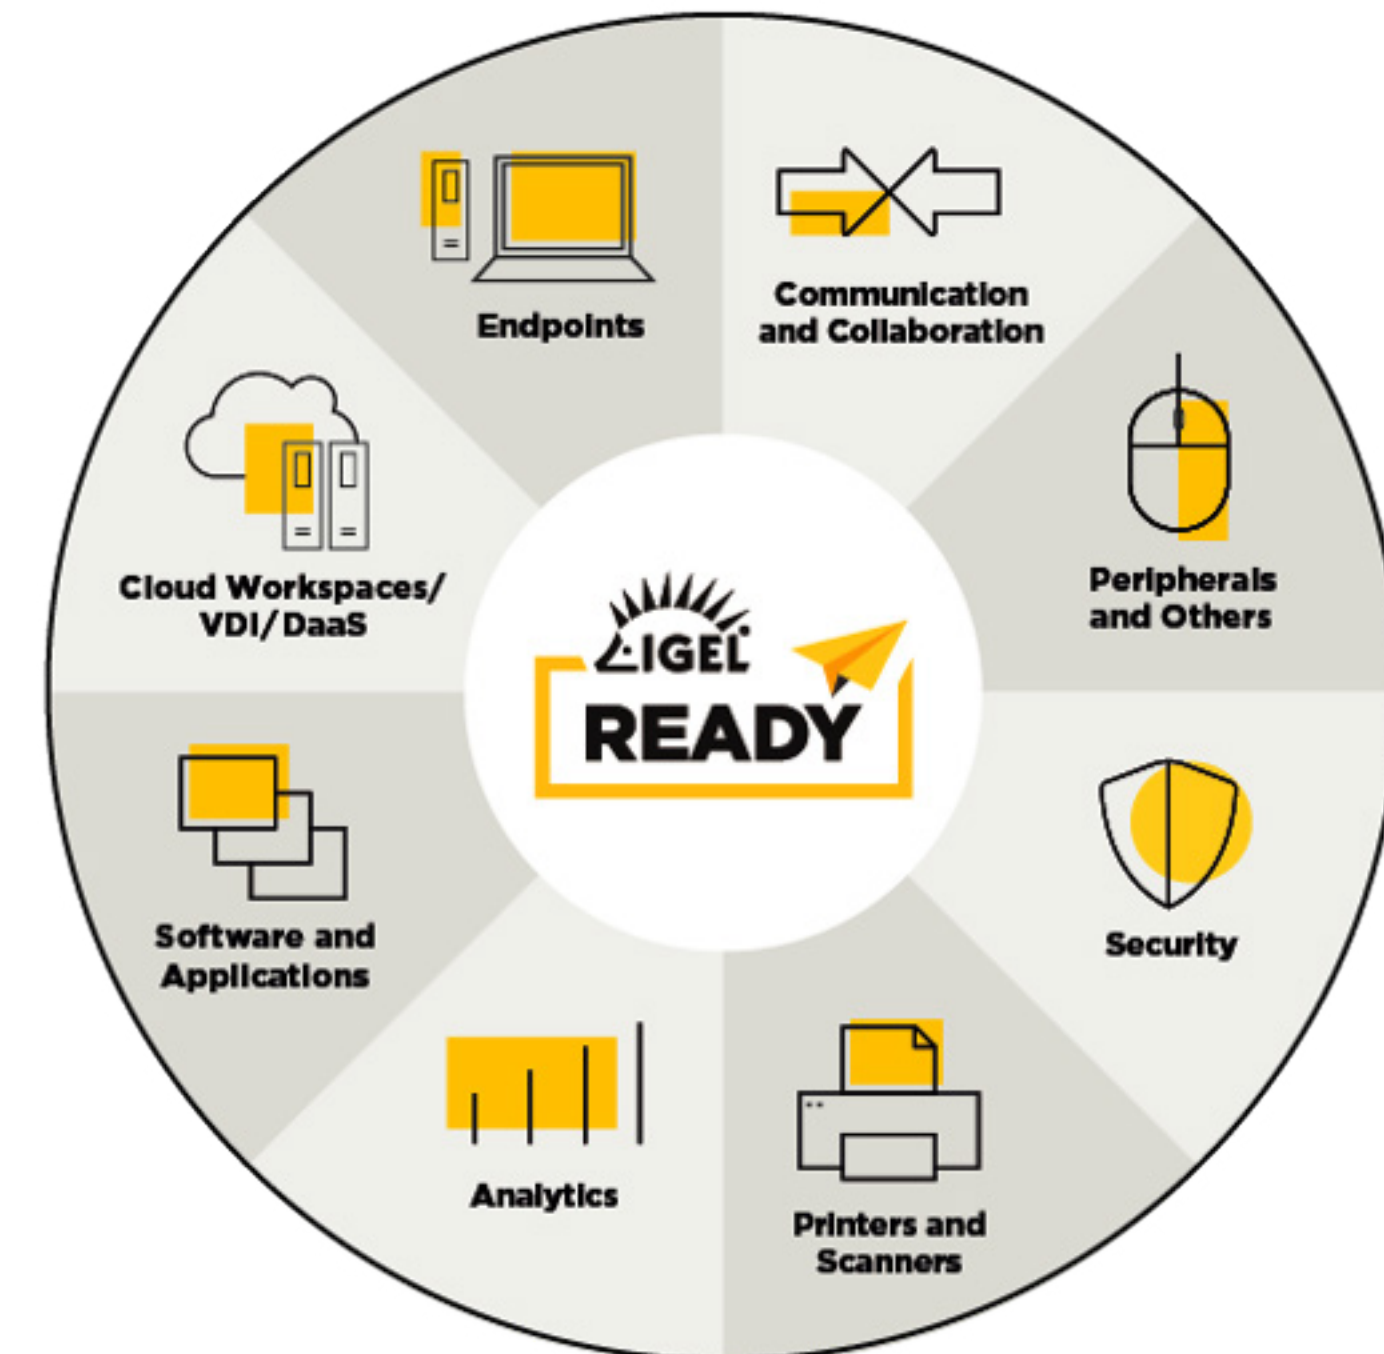 Endpoints
Communication
and Collaboration
Peripherals
and Others
Security
Printers and
Scanners
Analytics
Software and
Applications
Cloud Workspaces/
VDI/DaaS
IGEL
READY